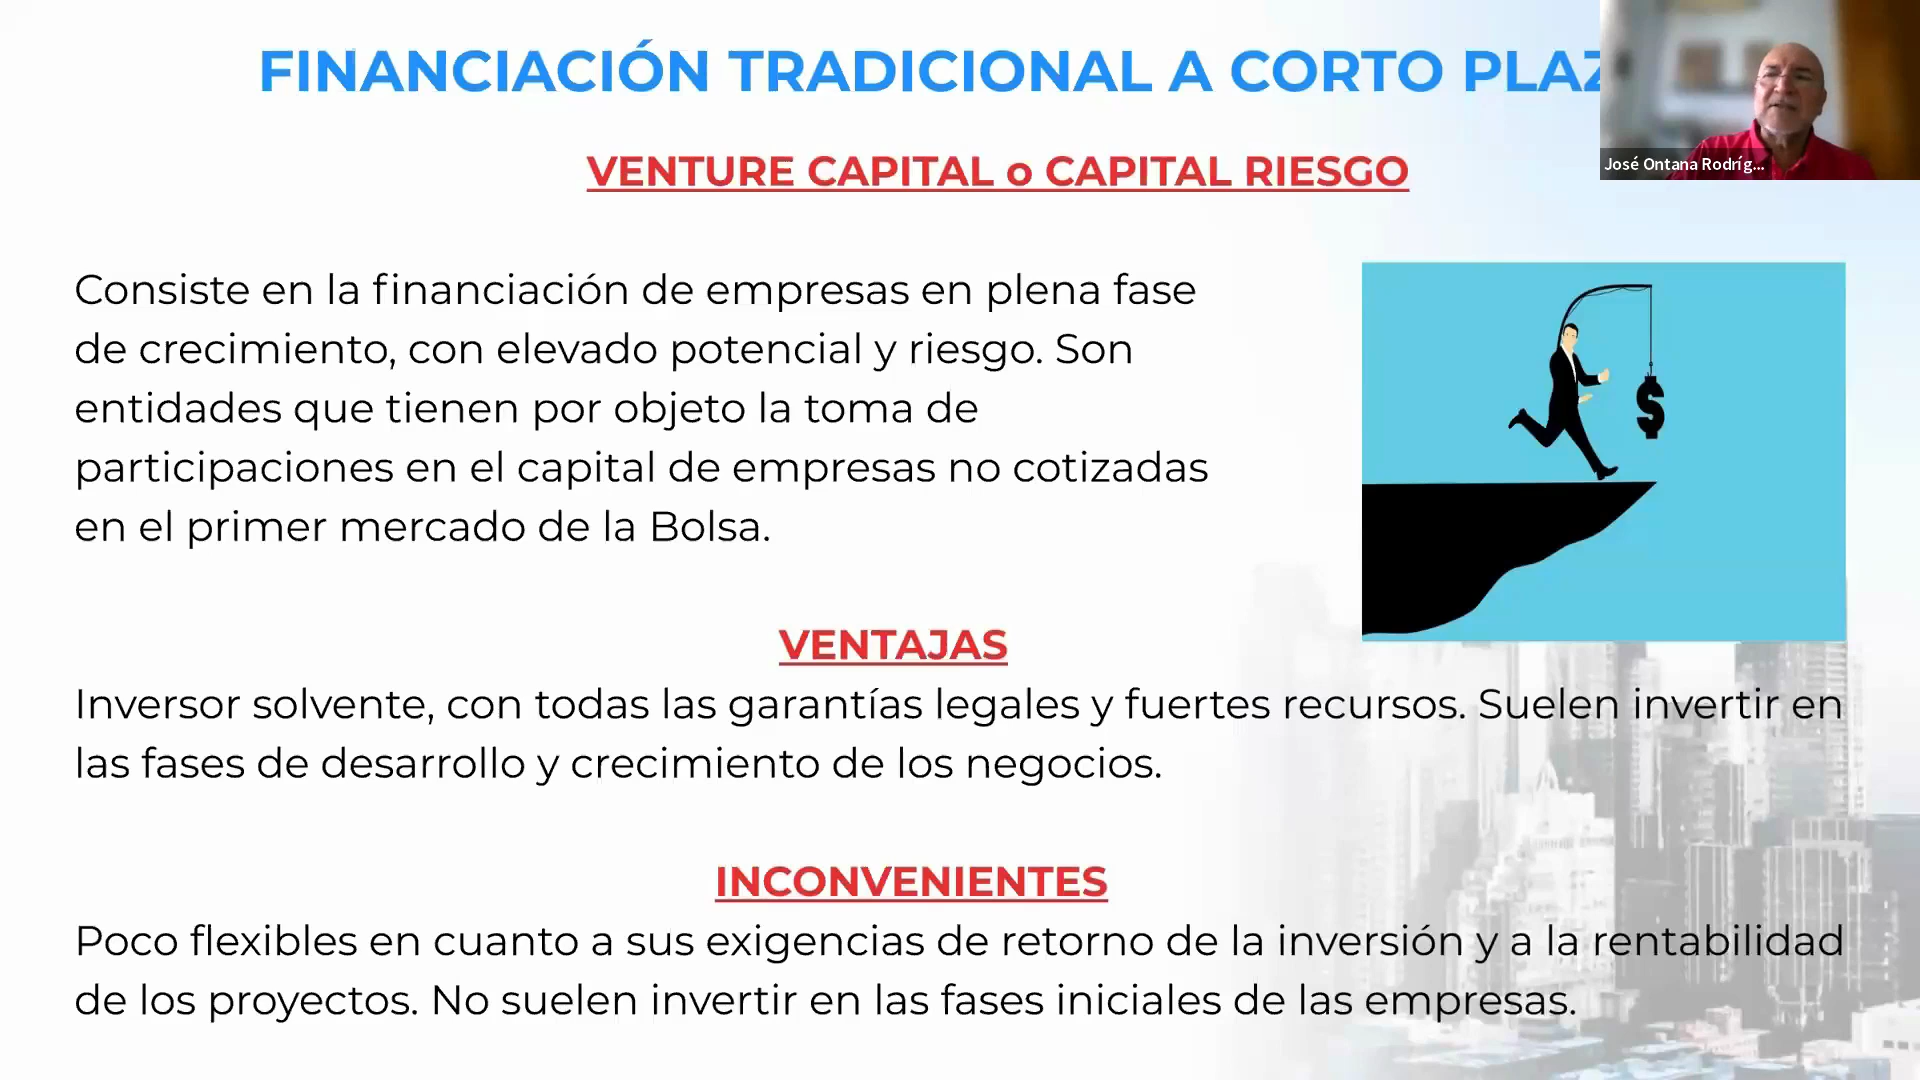 FINANCIACIÓN TRADICIONAL A CORTO PLAZ
José Ontana Rodríg...
VENTURE CAPITAL o CAPITAL RIESGO
Consiste en la financiación de empresas en plena fase
de crecimiento, con elevado potencial y riesgo. Son
entidades que tienen por objeto la toma de
participaciones en el capital de empresas no cotizadas
en el primer mercado de la Bolsa.
$
VENTAJAS
Inversor solvente, con todas las garantías legales y fuertes recursos. Suelen invertir en
las fases de desarrollo y crecimiento de los negocios.
INCONVENIENTES
Poco flexibles en cuanto a sus exigencias de retorno de la inversión y a la rentabilidad
de los proyectos. No suelen invertir en las fases iniciales de las empresas.